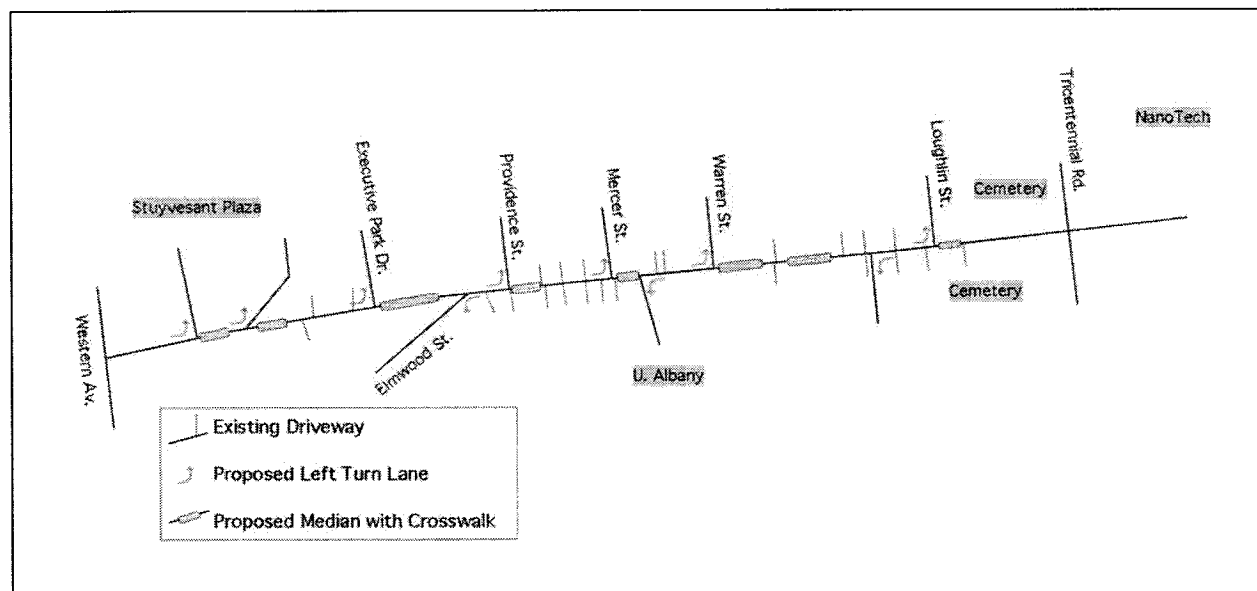 Tricentennial Rd.
NanoTech
Loughlin St.
Cemetery
Warren St.
Mercer St.
Providence St.
Executive Park Dr.
Stuyvesant Plaza
Cemetery
Western Av.
Elmwood St.
U. Albany
Existing Driveway
Proposed Left Turn Lane
Proposed Median with Crosswalk